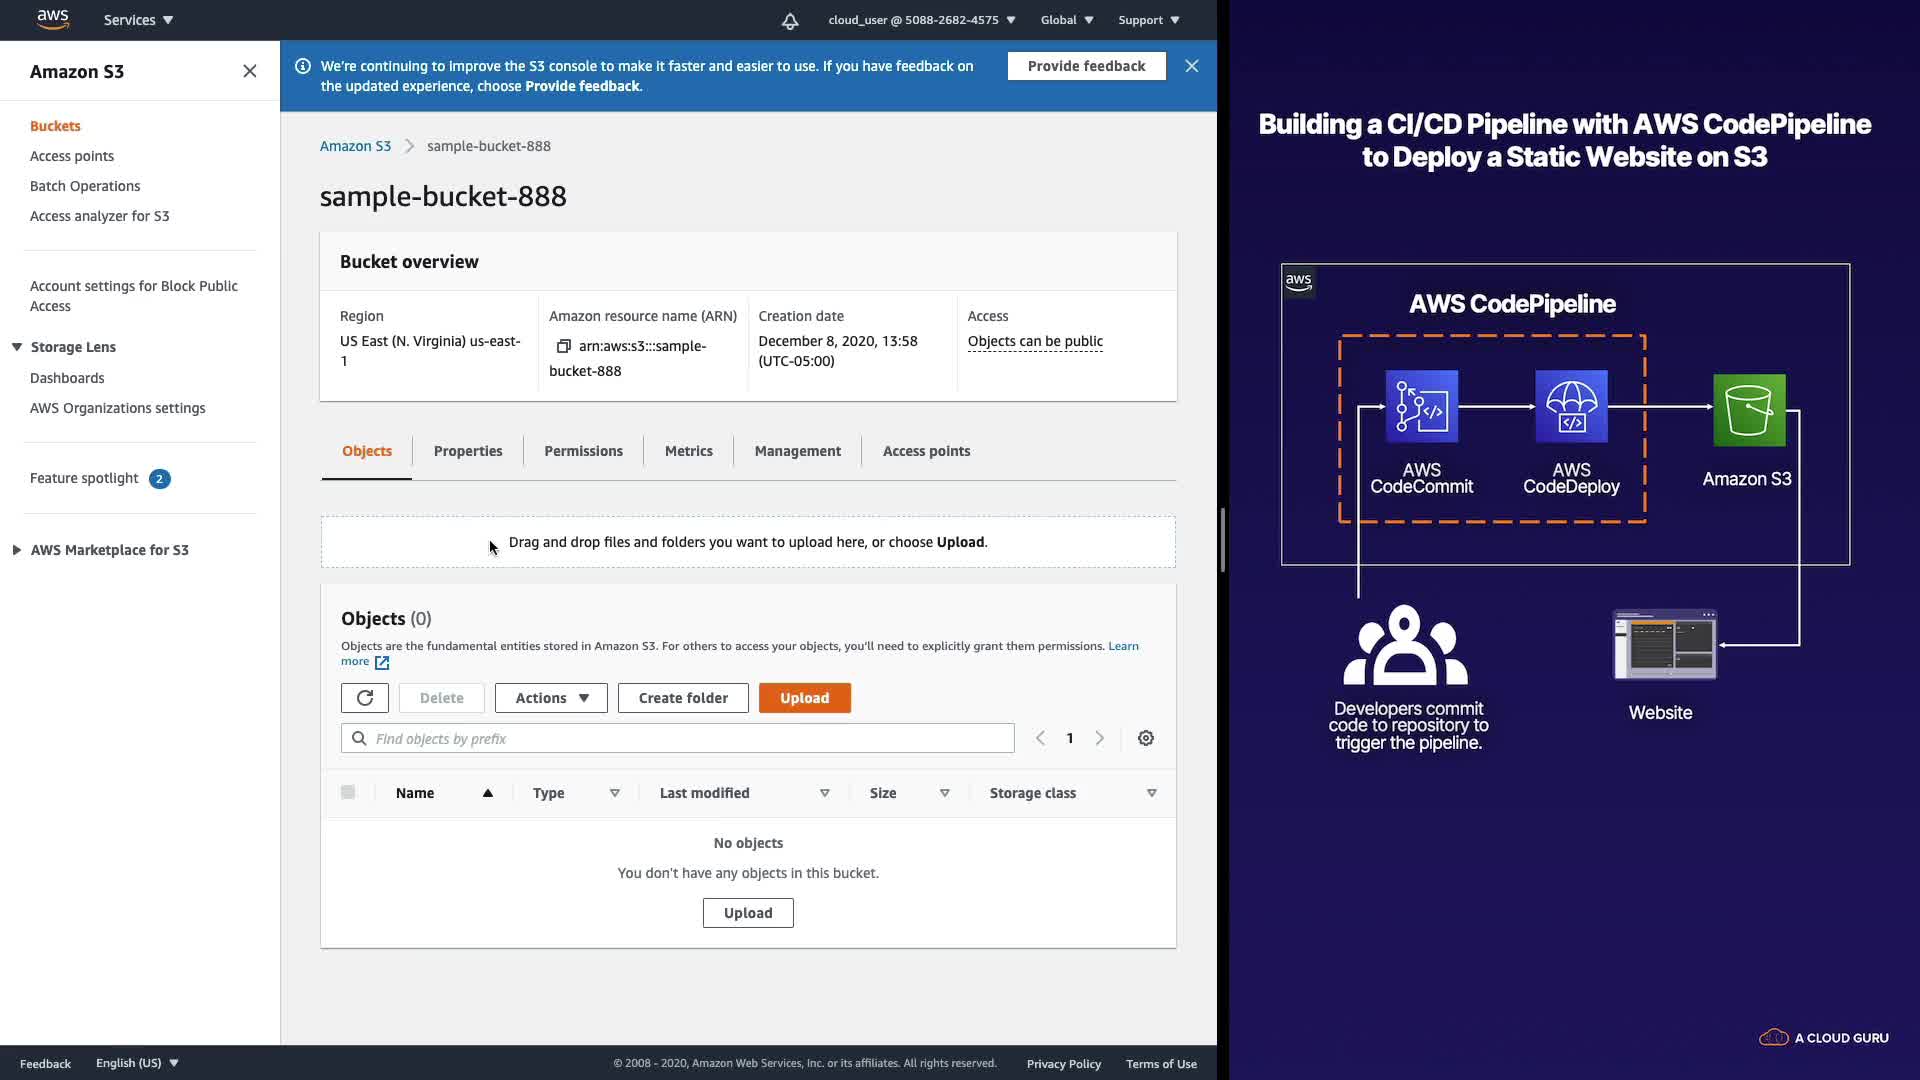 aws
Services
cloud_user @ 5088-2682-4575
Global
Support
Amazon S3
Buckets
Access points
Batch Operations
Access analyzer for S3
Account settings for Block Public
Access
Storage Lens
Dashboards
AWS Organizations settings
Feature spotlight 2
AWS Marketplace for S3
We're continuing to improve the S3 console to make it faster and easier to use. If you have feedback on
the updated experience, choose Provide feedback.
Provide feedback
Amazon S3 sample-bucket-888
sample-bucket-888
Bucket overview
Region
US East (N. Virginia) us-east-
1
Amazon resource name (ARN)
arn:aws:s3:::sample-
bucket-888
Creation date
December 8, 2020, 13:58
(UTC-05:00)
Access
Objects can be public
Objects
Properties
Permissions
Metrics
Management
Access points
Drag and drop files and folders you want to upload here, or choose Upload.
Objects (0)
Objects are the fundamental entities stored in Amazon S3. For others to access your objects, you'll need to explicitly grant them permissions. Learn
more
Delete
Actions
Create folder
Upload
Find objects by prefix
1
Name
Type
Last modified
Size
Storage class
No objects
You don't have any objects in this bucket.
Upload
Feedback
English (US)
© 2008 - 2020, Amazon Web Services, Inc. or its affiliates. All rights reserved.
Privacy Policy
Terms of Use
Building a CI/CD Pipeline with AWS CodePipeline
to Deploy a Static Website on S3
aws
AWS CodePipeline
AWS
CodeCommit
AWS
CodeDeploy
Amazon S3
Developers commit
code to repository to
trigger the pipeline.
Website
A CLOUD GURU